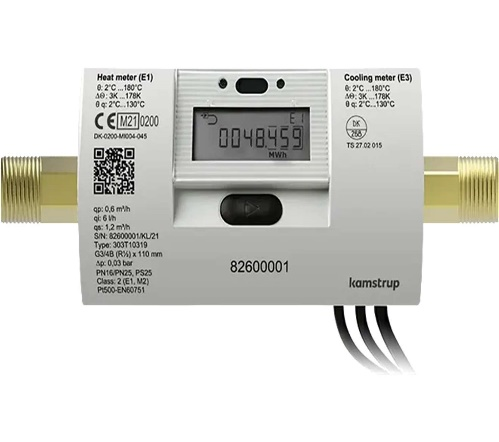 Heat meter (E1)
θ: 2°C ...180°C
ΔΘ: 3K ...178K
θ q: 2°C...130°C
CE M21 0200
DK-0200-MI004-045
qp: 0,6 m³/h
qi: 6 l/h
qs: 1,2 m³/h
S/N: 82600001/KL/21
Type: 303T10319
G3/4B (R½) x 110 mm
Δp: 0,03 bar
PN16/PN25, PS25
Class: 2 (E1, M2)
Pt500-EN60751
E1
0048.459
MWh
82600001
Cooling meter (E3)
θ: 2°C ...180°C
ΔΘ: 3K ...178K
θ q: 2°C...130°C
DK
268
TS 27.02 015
kamstrup